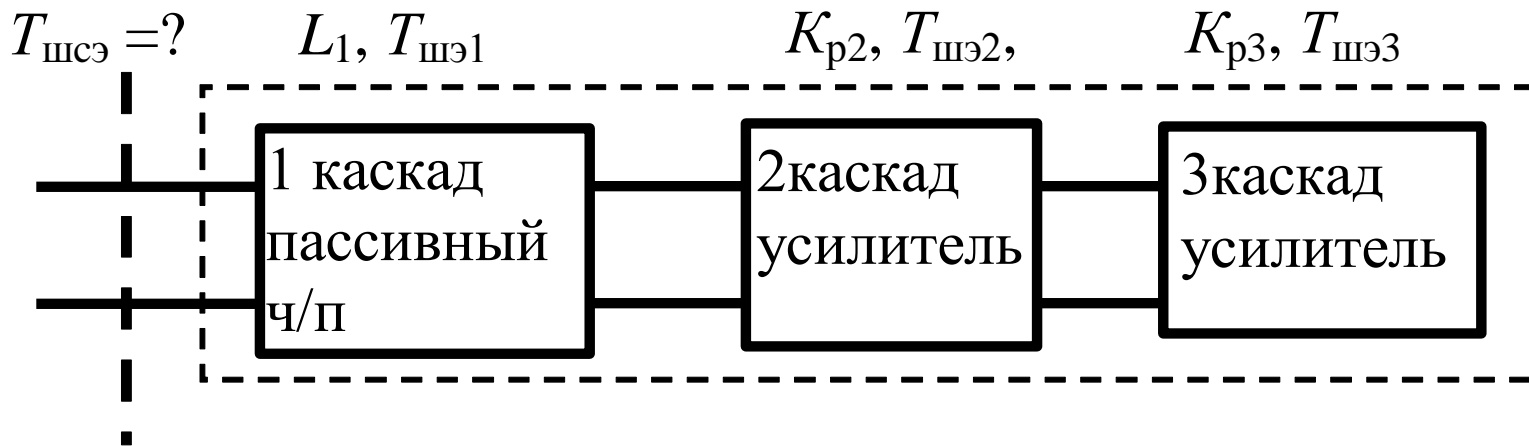 Tшсэ =?
L1, Tшэ1
Kр2, Tшэ2,
Kр3, Tшэ3
1 каскад
пассивный
ч/п
2каскад
усилитель
3каскад
усилитель